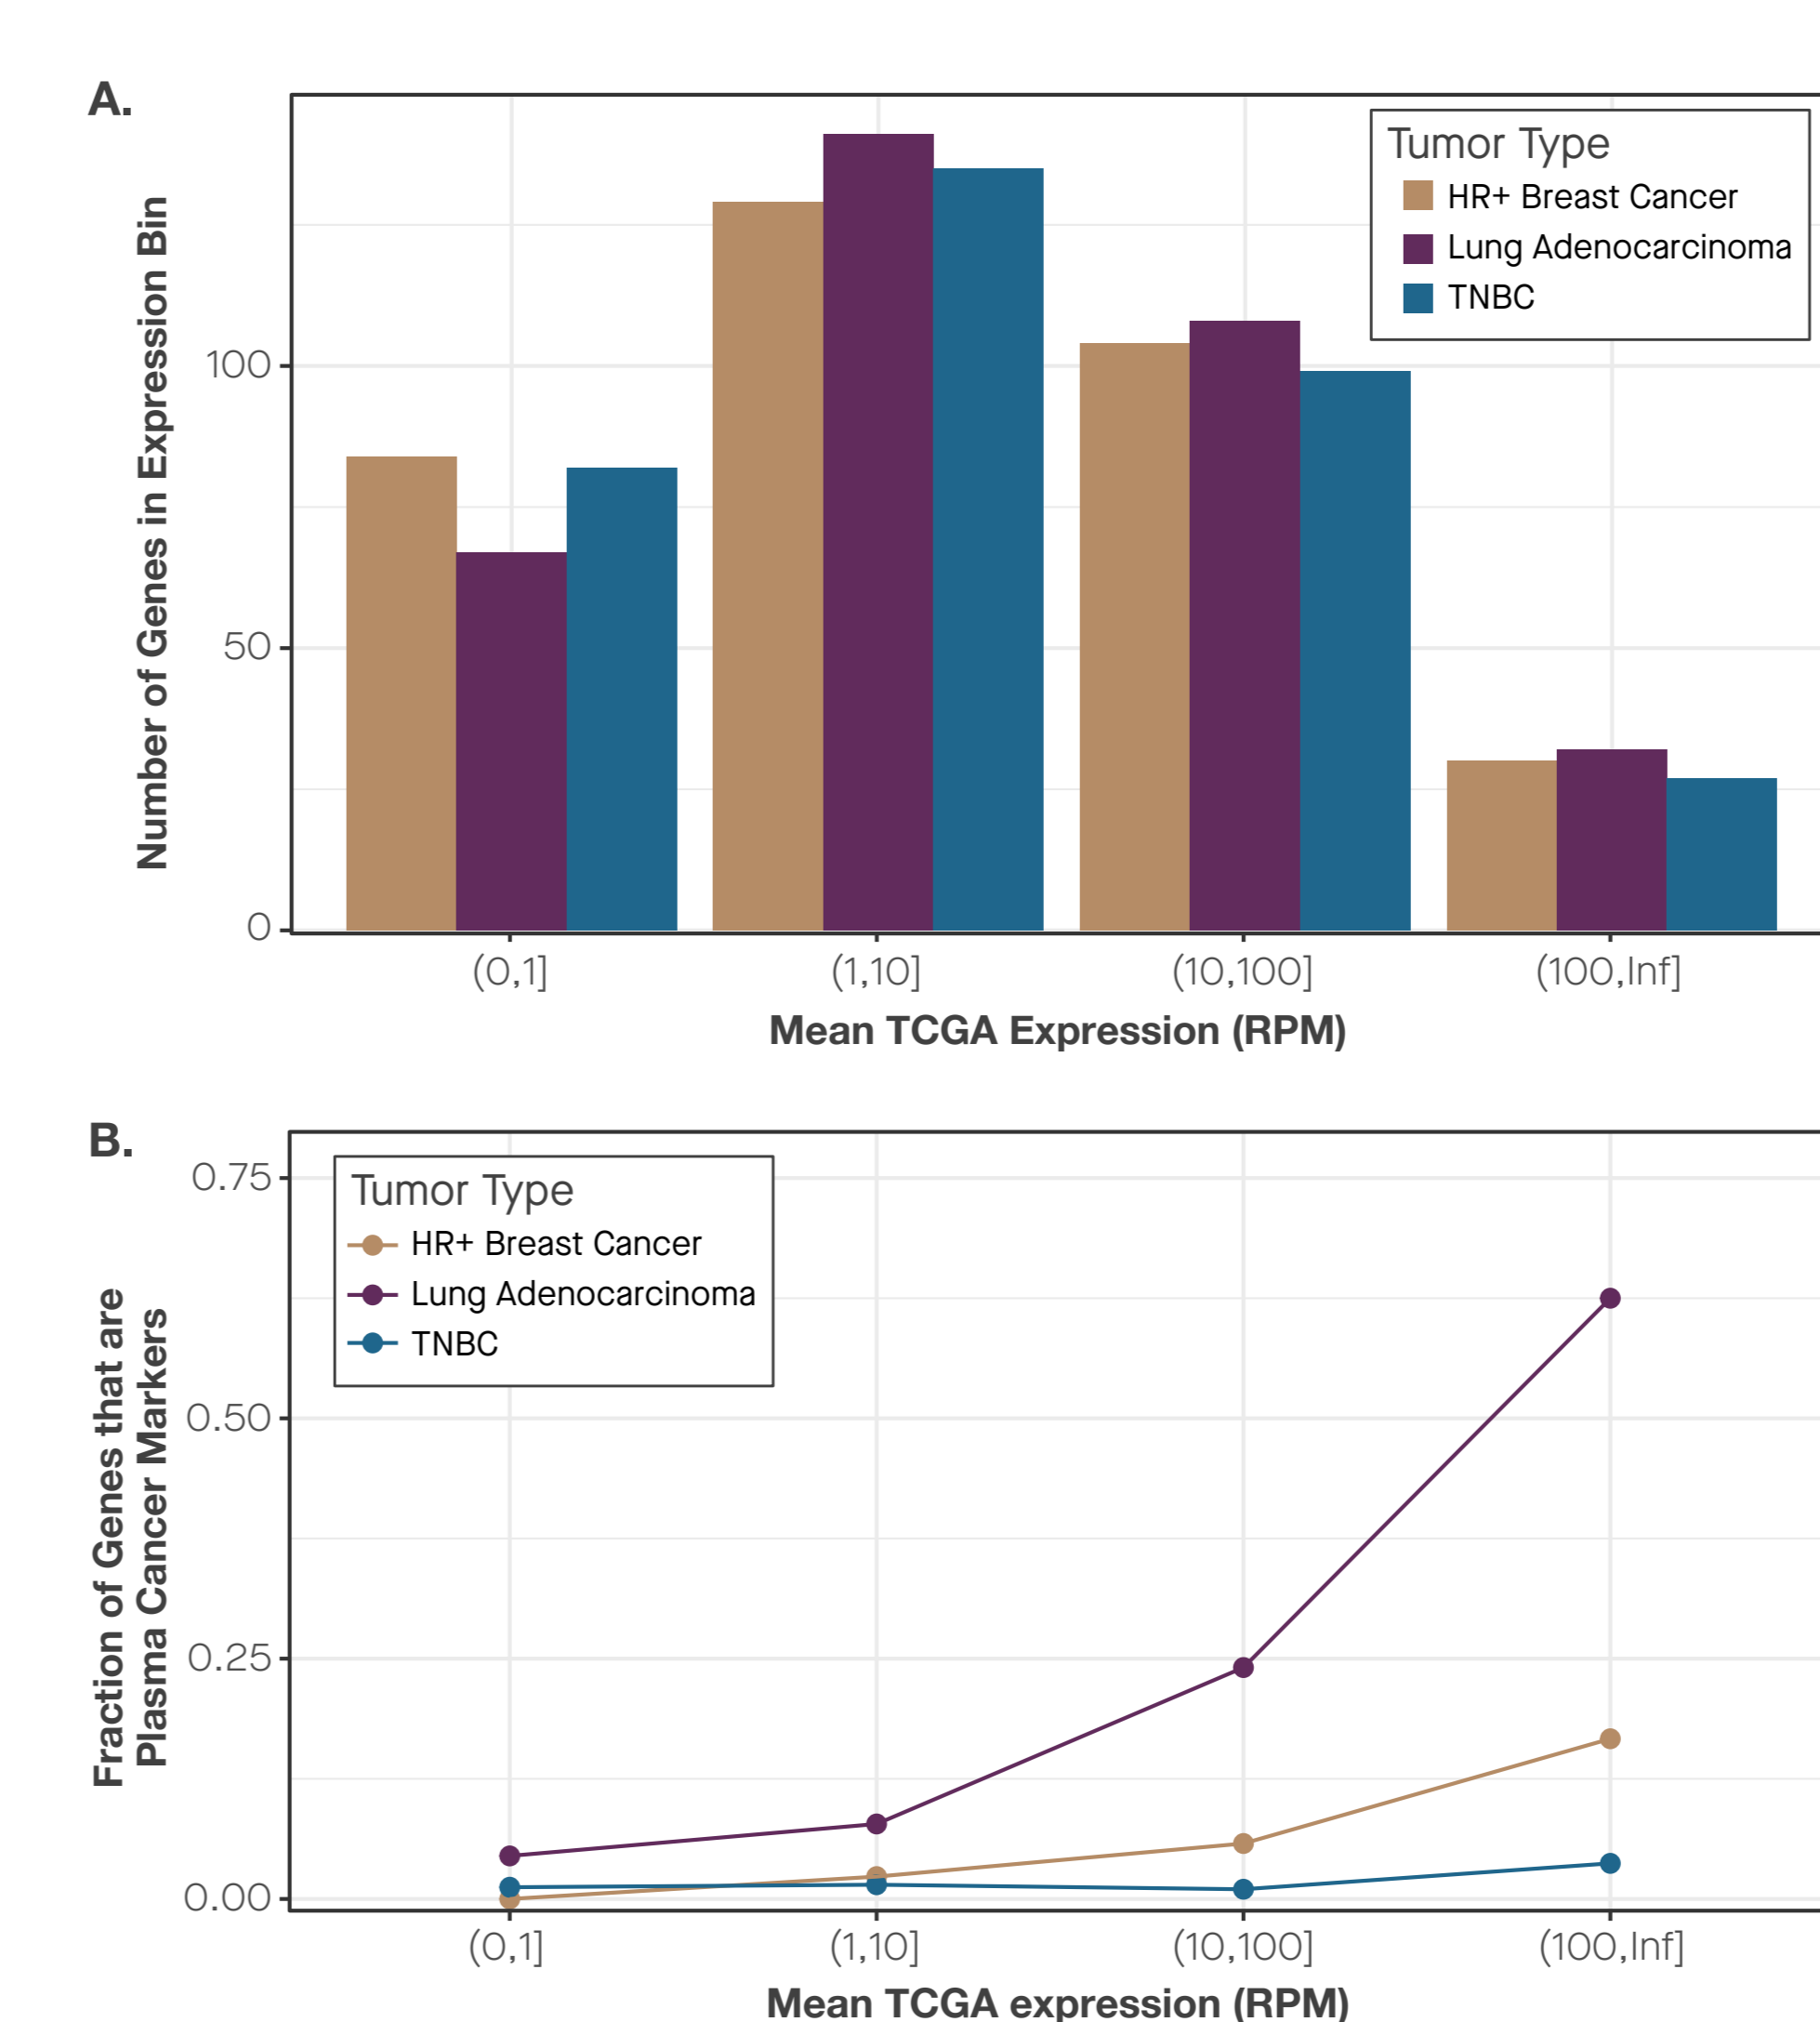 A.
Number of Genes in Expression Bin
100
50
0
Tumor Type
HR+ Breast Cancer
Lung Adenocarcinoma
TNBC
(0,1]
(1,10]
(10,100]
(100,Inf]
Mean TCGA Expression (RPM)
B.
Fraction of Genes that are
Plasma Cancer Markers
0.75
0.50
0.25
0.00
Tumor Type
HR+ Breast Cancer
Lung Adenocarcinoma
TNBC
(0,1]
(1,10]
(10,100]
(100,Inf]
Mean TCGA expression (RPM)